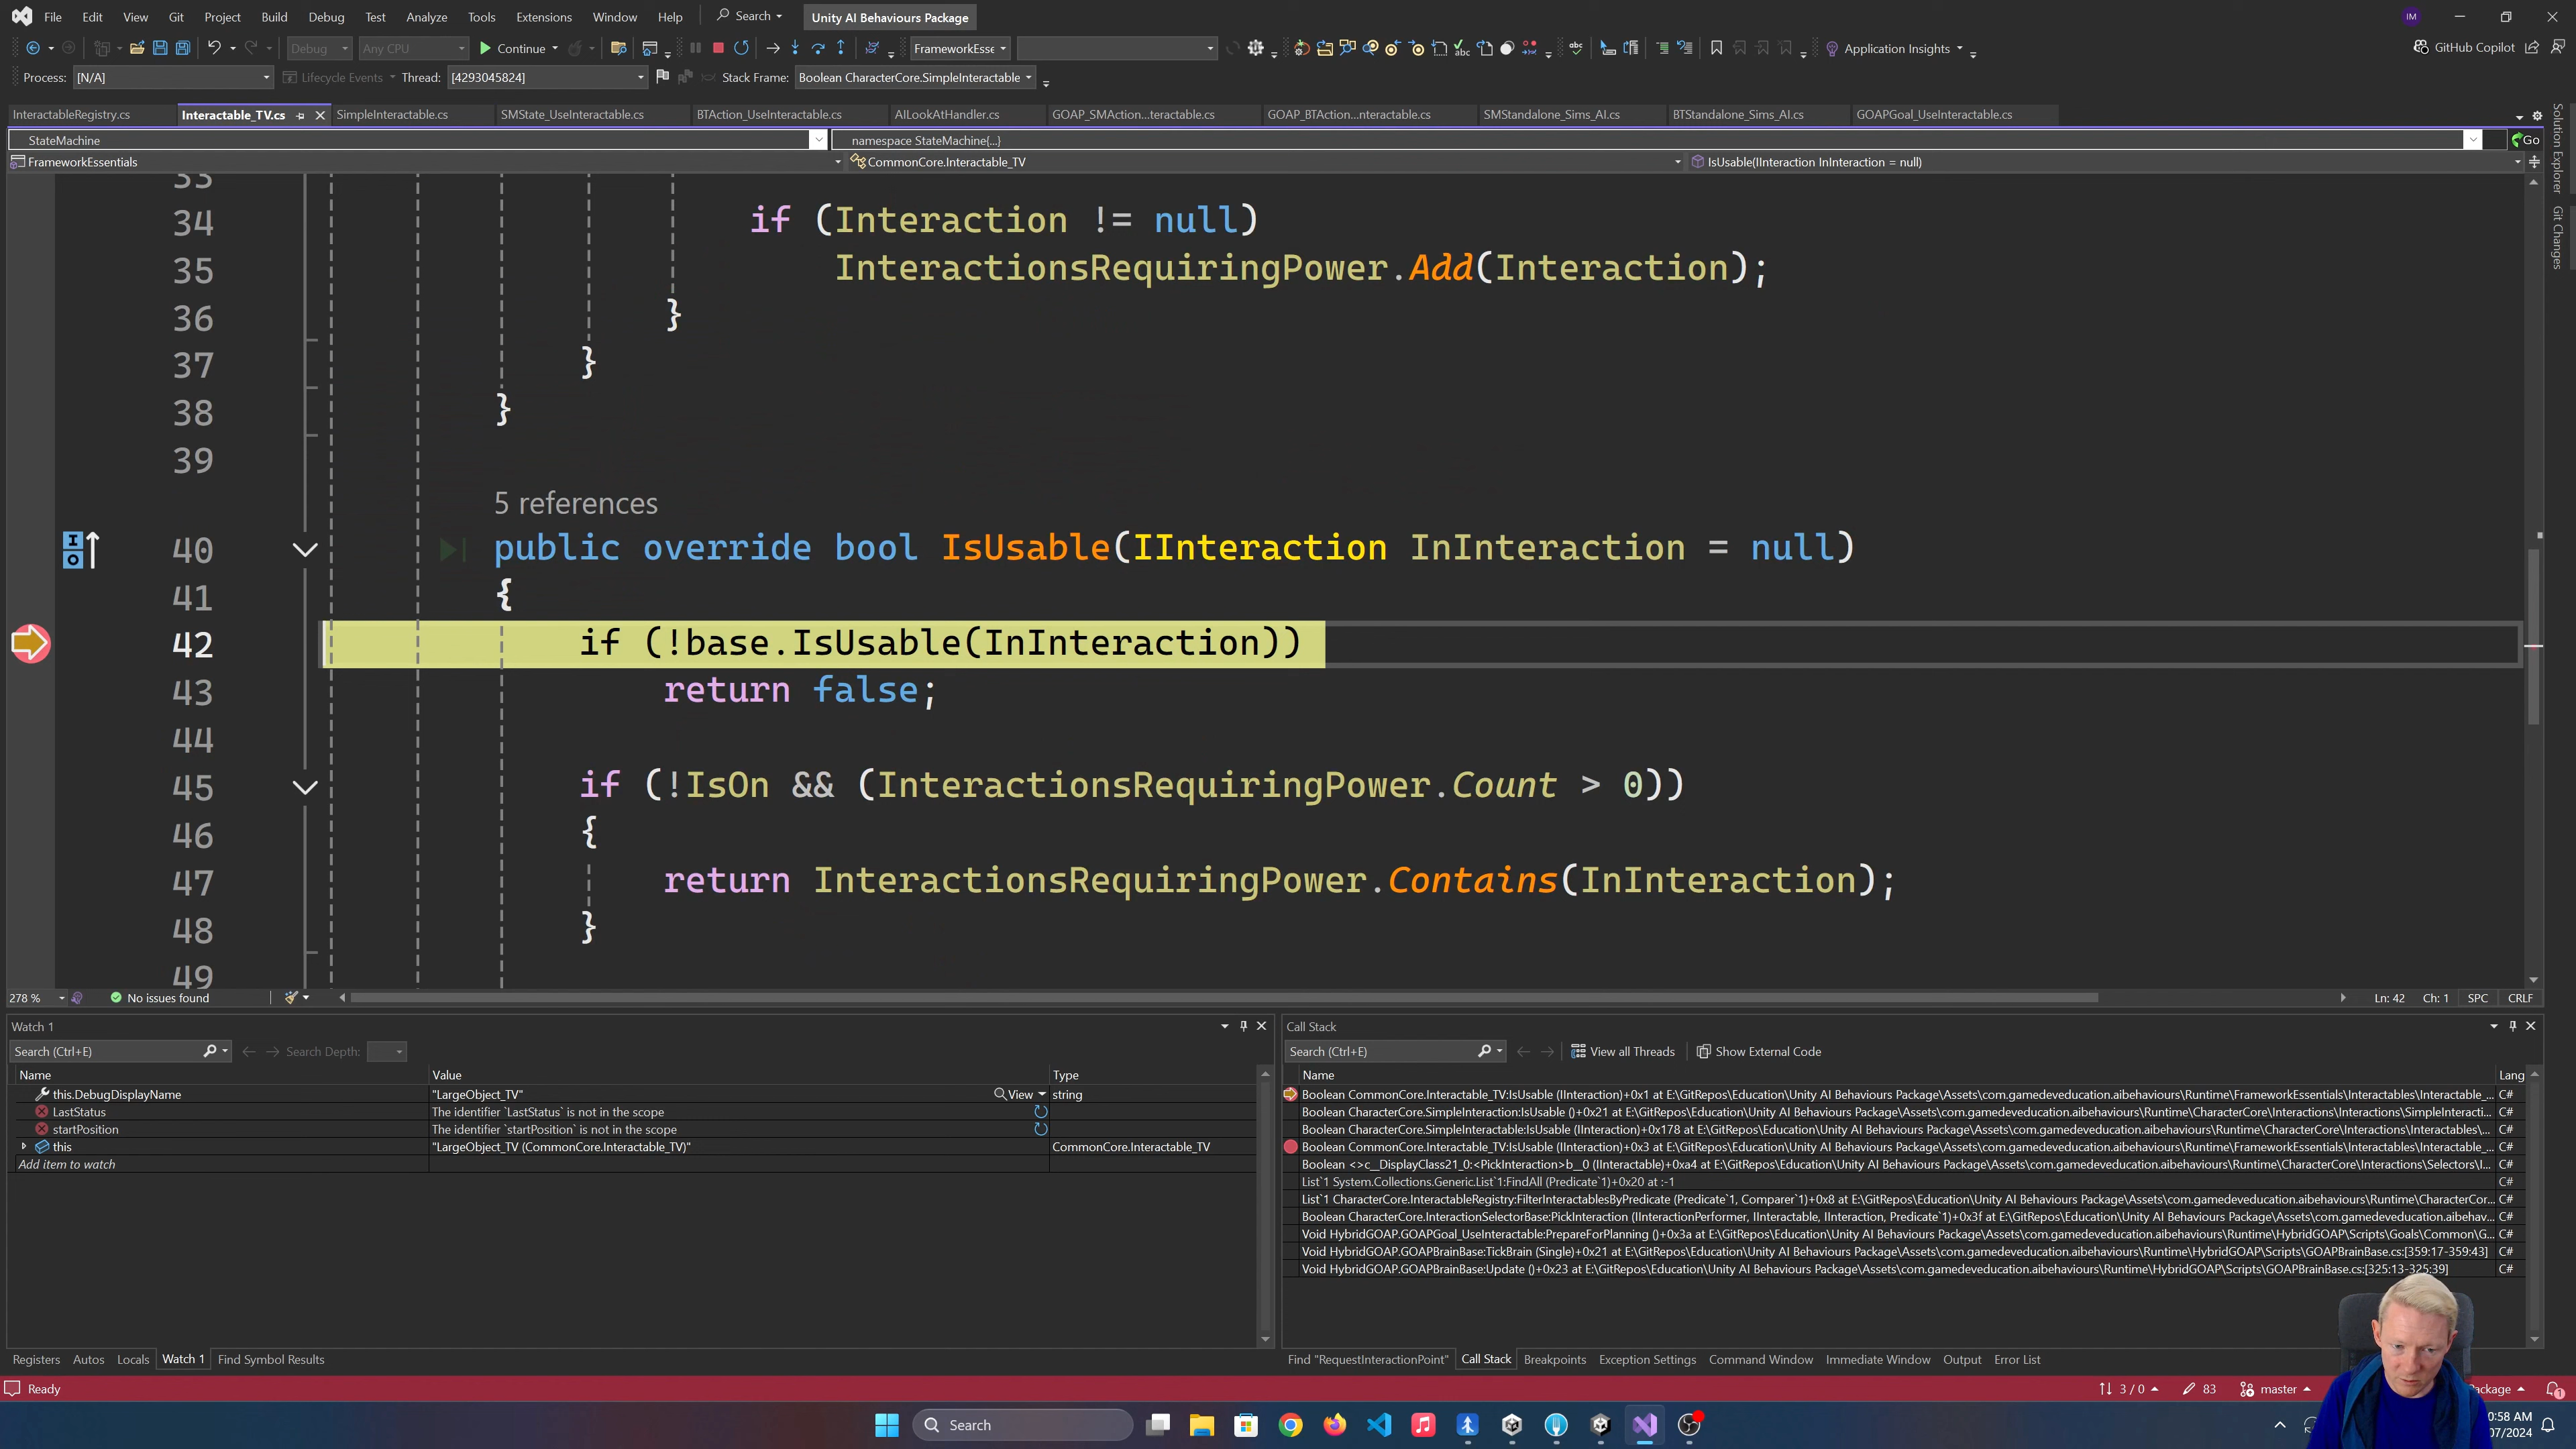 File Edit View Git Project Build Debug Test Analyze Tools Extensions Window Help Search Unity AI Behaviours Package IM
Debug Any CPU Continue FrameworkEsse Application Insights GitHub Copilot
Process: [N/A] Lifecycle Events Thread: [4293045824] Stack Frame: Boolean CharacterCore.SimpleInteractable
InteractableRegistry.cs Interactable_TV.cs SimpleInteractable.cs SMState_UseInteractable.cs BTAction_UseInteractable.cs AILookAtHandler.cs GOAP_SMAction...teractable.cs GOAP_BTAction...nteractable.cs SMStandalone_Sims_AI.cs BTStandalone_Sims_AI.cs GOAPGoal_UseInteractable.cs
StateMachine namespace StateMachine{...} Go
FrameworkEssentials CommonCore.Interactable_TV IsUsable(IInteraction InInteraction = null)
Solution Explorer
Git Changes
33
34 if (Interaction != null)
35 InteractionsRequiringPower.Add(Interaction);
36 }
37 }
38 }
39
5 references
40 public override bool IsUsable(IInteraction InInteraction = null)
41 {
42 if (!base.IsUsable(InInteraction))
43 return false;
44
45 if (!IsOn && (InteractionsRequiringPower.Count > 0))
46 {
47 return InteractionsRequiringPower.Contains(InInteraction);
48 }
49
278 % No issues found Ln: 42 Ch: 1 SPC CRLF
Watch 1
Search (Ctrl+E) Search Depth:
Name Value Type
this.DebugDisplayName "LargeObject_TV" View string
LastStatus The identifier `LastStatus` is not in the scope
startPosition The identifier `startPosition` is not in the scope
this "LargeObject_TV (CommonCore.Interactable_TV)" CommonCore.Interactable_TV
Add item to watch
Call Stack
Search (Ctrl+E) View all Threads Show External Code
Name Lang
Boolean CommonCore.Interactable_TV:IsUsable (IInteraction)+0x1 at E:\GitRepos\Education\Unity AI Behaviours Package\Assets\com.gamedeveducation.aibehaviours\Runtime\FrameworkEssentials\Interactables\Interactable_... C#
Boolean CharacterCore.SimpleInteraction:IsUsable ()+0x21 at E:\GitRepos\Education\Unity AI Behaviours Package\Assets\com.gamedeveducation.aibehaviours\Runtime\CharacterCore\Interactions\Interactions\SimpleInteracti... C#
Boolean CharacterCore.SimpleInteractable:IsUsable (IInteraction)+0x178 at E:\GitRepos\Education\Unity AI Behaviours Package\Assets\com.gamedeveducation.aibehaviours\Runtime\CharacterCore\Interactions\Interactables\... C#
Boolean CommonCore.Interactable_TV:IsUsable (IInteraction)+0x3 at E:\GitRepos\Education\Unity AI Behaviours Package\Assets\com.gamedeveducation.aibehaviours\Runtime\FrameworkEssentials\Interactables\Interactable_... C#
Boolean <>c__DisplayClass21_0:<PickInteraction>b__0 (IInteractable)+0xa4 at E:\GitRepos\Education\Unity AI Behaviours Package\Assets\com.gamedeveducation.aibehaviours\Runtime\CharacterCore\Interactions\Selectors\I... C#
List`1 System.Collections.Generic.List`1:FindAll (Predicate`1)+0x20 at :-1 C#
List`1 CharacterCore.InteractableRegistry:FilterInteractablesByPredicate (Predicate`1, Comparer`1)+0x8 at E:\GitRepos\Education\Unity AI Behaviours Package\Assets\com.gamedeveducation.aibehaviours\Runtime\CharacterCor... C#
Boolean CharacterCore.InteractionSelectorBase:PickInteraction (IInteractionPerformer, IInteractable, IInteraction, Predicate`1)+0x3f at E:\GitRepos\Education\Unity AI Behaviours Package\Assets\com.gamedeveducation.aibehav... C#
Void HybridGOAP.GOAPGoal_UseInteractable:PrepareForPlanning ()+0x3a at E:\GitRepos\Education\Unity AI Behaviours Package\Assets\com.gamedeveducation.aibehaviours\Runtime\HybridGOAP\Scripts\Goals\Common\G... C#
Void HybridGOAP.GOAPBrainBase:TickBrain (Single)+0x21 at E:\GitRepos\Education\Unity AI Behaviours Package\Assets\com.gamedeveducation.aibehaviours\Runtime\HybridGOAP\Scripts\GOAPBrainBase.cs:[359:17-359:43] C#
Void HybridGOAP.GOAPBrainBase:Update ()+0x23 at E:\GitRepos\Education\Unity AI Behaviours Package\Assets\com.gamedeveducation.aibehaviours\Runtime\HybridGOAP\Scripts\GOAPBrainBase.cs:[325:13-325:39] C#
Registers Autos Locals Watch 1 Find Symbol Results
Find "RequestInteractionPoint" Call Stack Breakpoints Exception Settings Command Window Immediate Window Output Error List
Ready 3 / 0 83 master ackage 1
Search
0:58 AM
07/2024